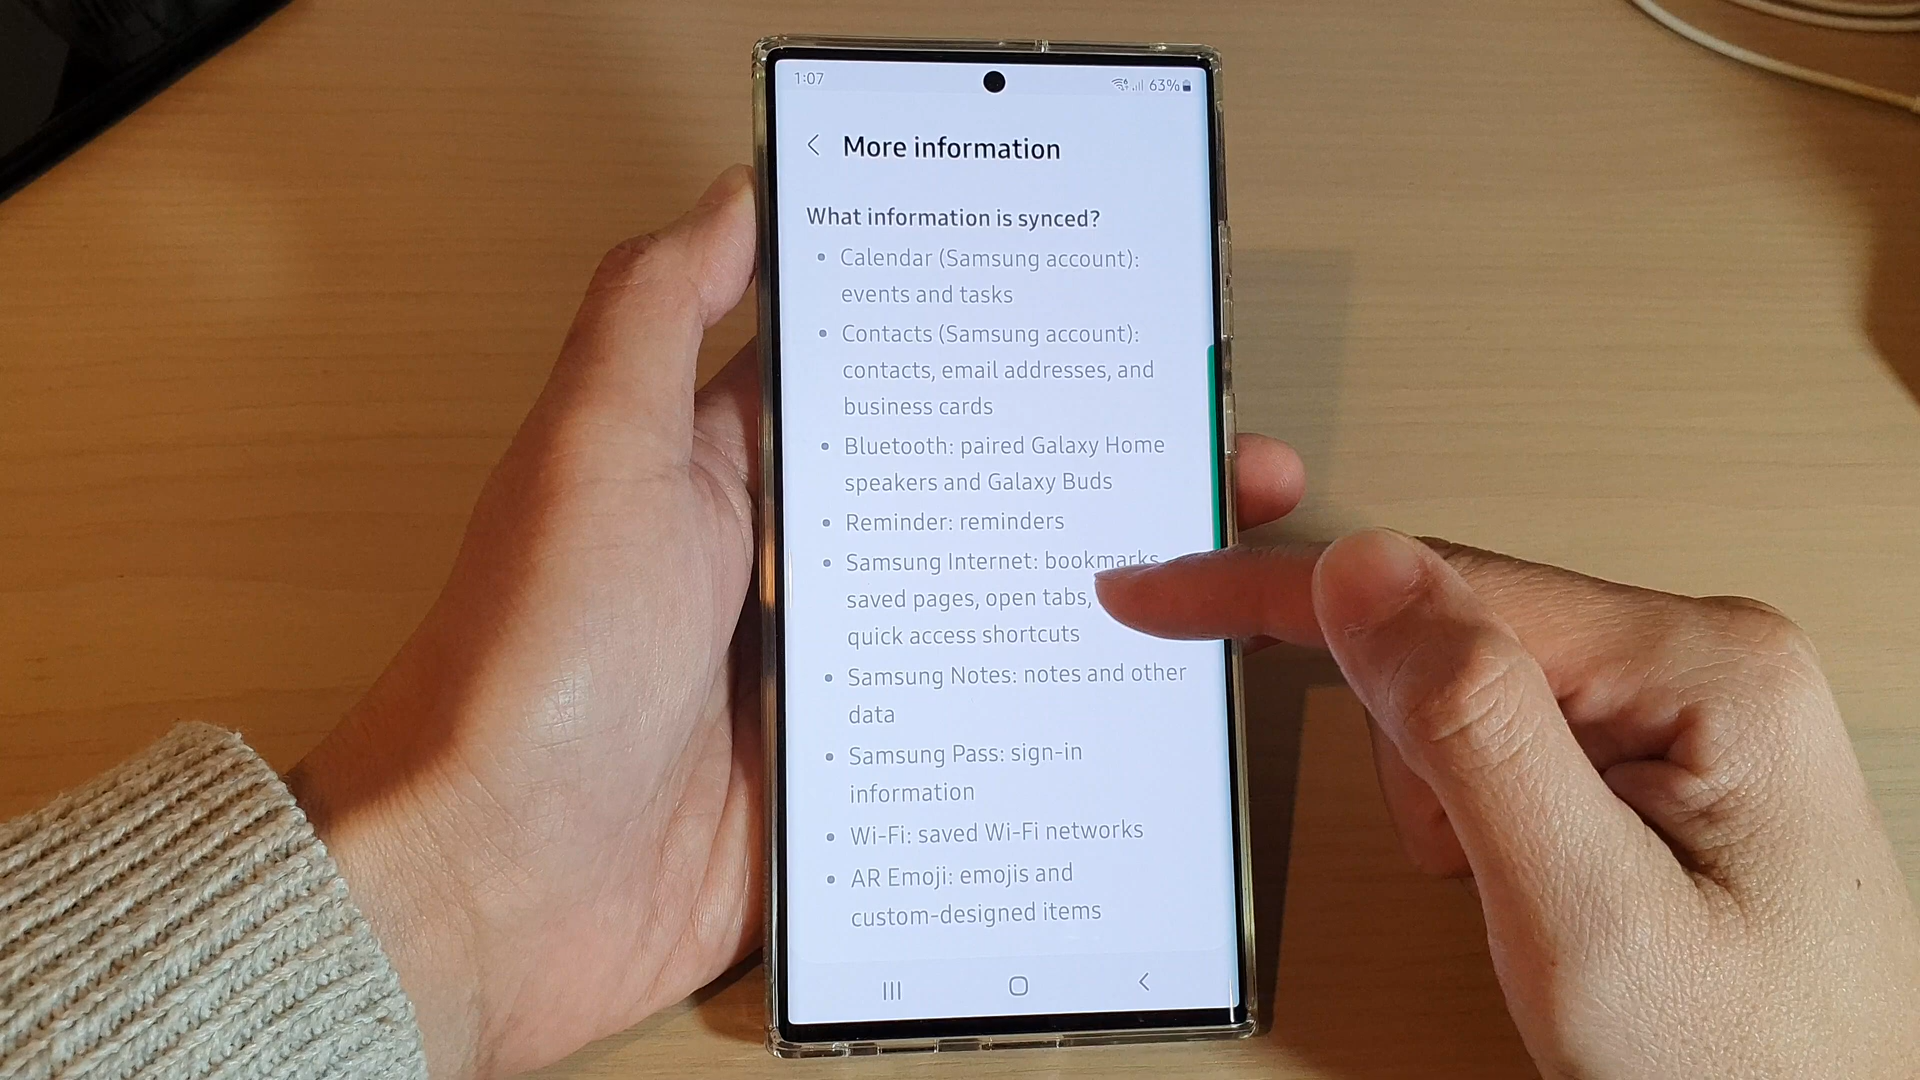 1:07
63%
More information
What information is synced?
• Calendar (Samsung account):
events and tasks
• Contacts (Samsung account):
contacts, email addresses, and
business cards
• Bluetooth: paired Galaxy Home
speakers and Galaxy Buds
• Reminder: reminders
• Samsung Internet: bookmarks
saved pages, open tabs,
quick access shortcuts
• Samsung Notes: notes and other
data
• Samsung Pass: sign-in
information
• Wi-Fi: saved Wi-Fi networks
• AR Emoji: emojis and
custom-designed items